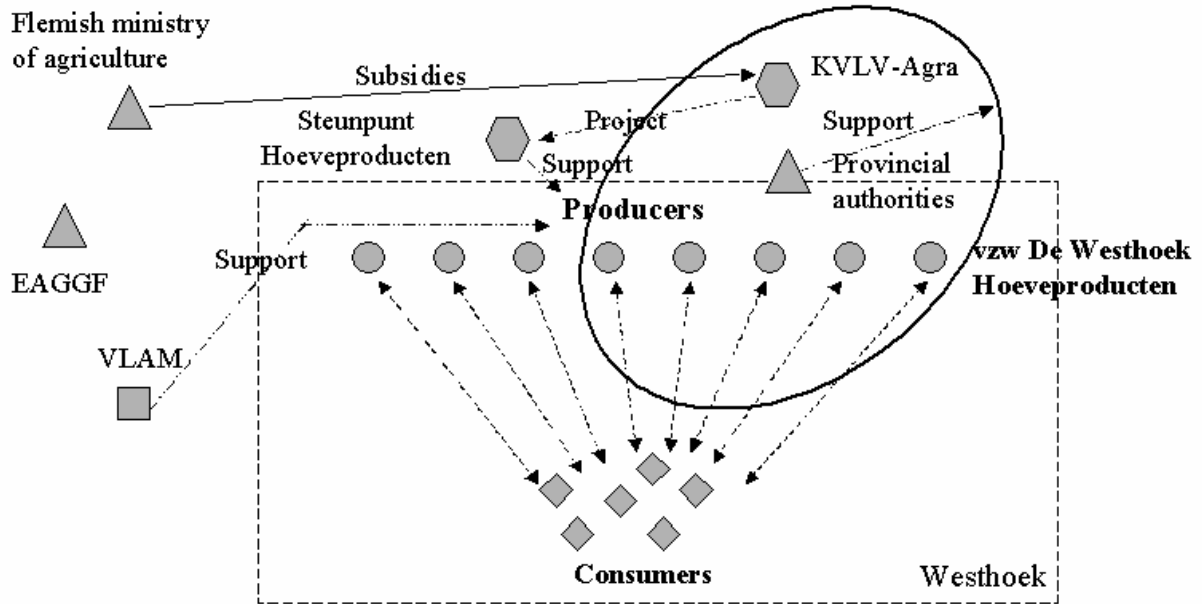 Flemish ministry
of agriculture
Subsidies
KVLV-Agra
Steunpunt
Hoeveproducten
Project
Support
Support
Provincial
authorities
Producers
Support
EAGGF
vzw De Westhoek
Hoeveproducten
VLAM
Consumers
Westhoek